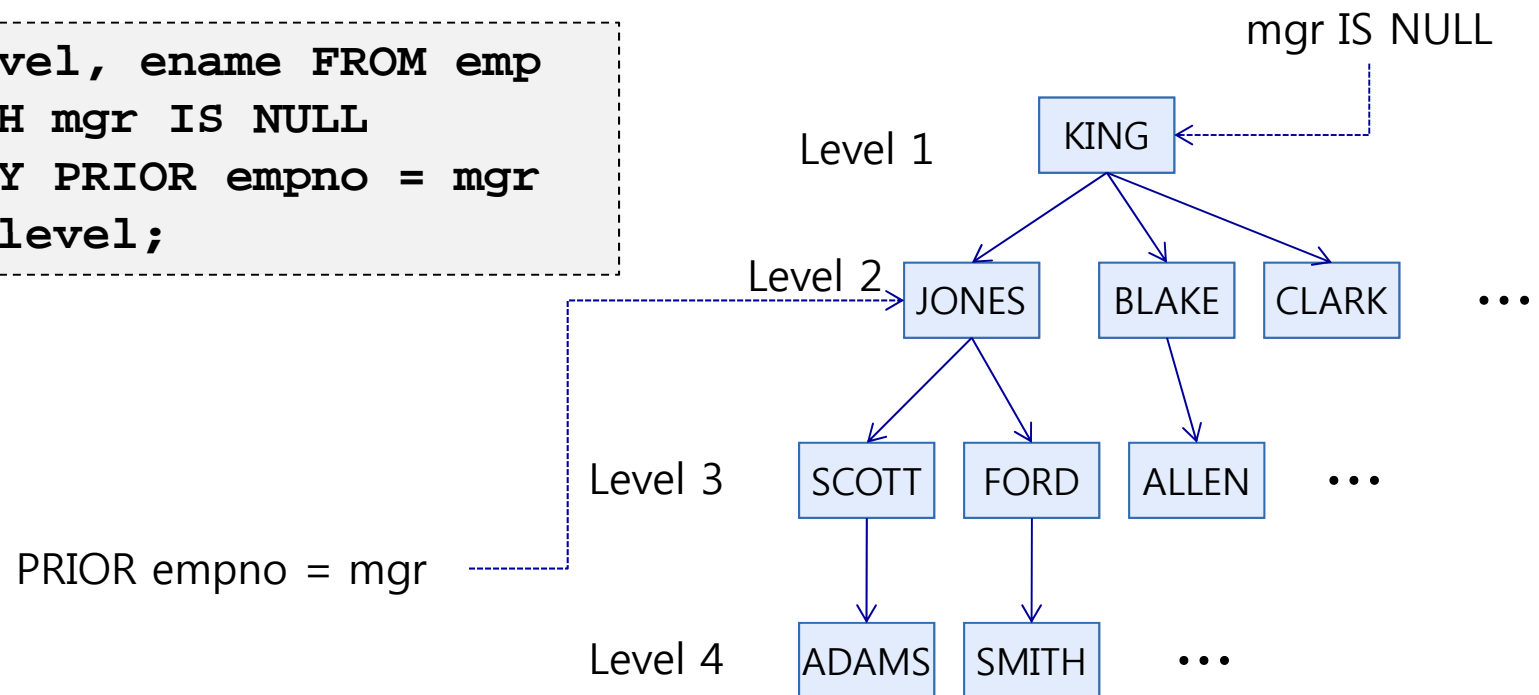 vel, ename FROM emp
H mgr IS NULL
Y PRIOR empno = mgr
level;
mgr IS NULL
Level 1
KING
Level 2
JONES
BLAKE
CLARK
...
Level 3
SCOTT
FORD
ALLEN
...
PRIOR empno = mgr
Level 4
ADAMS
SMITH
...